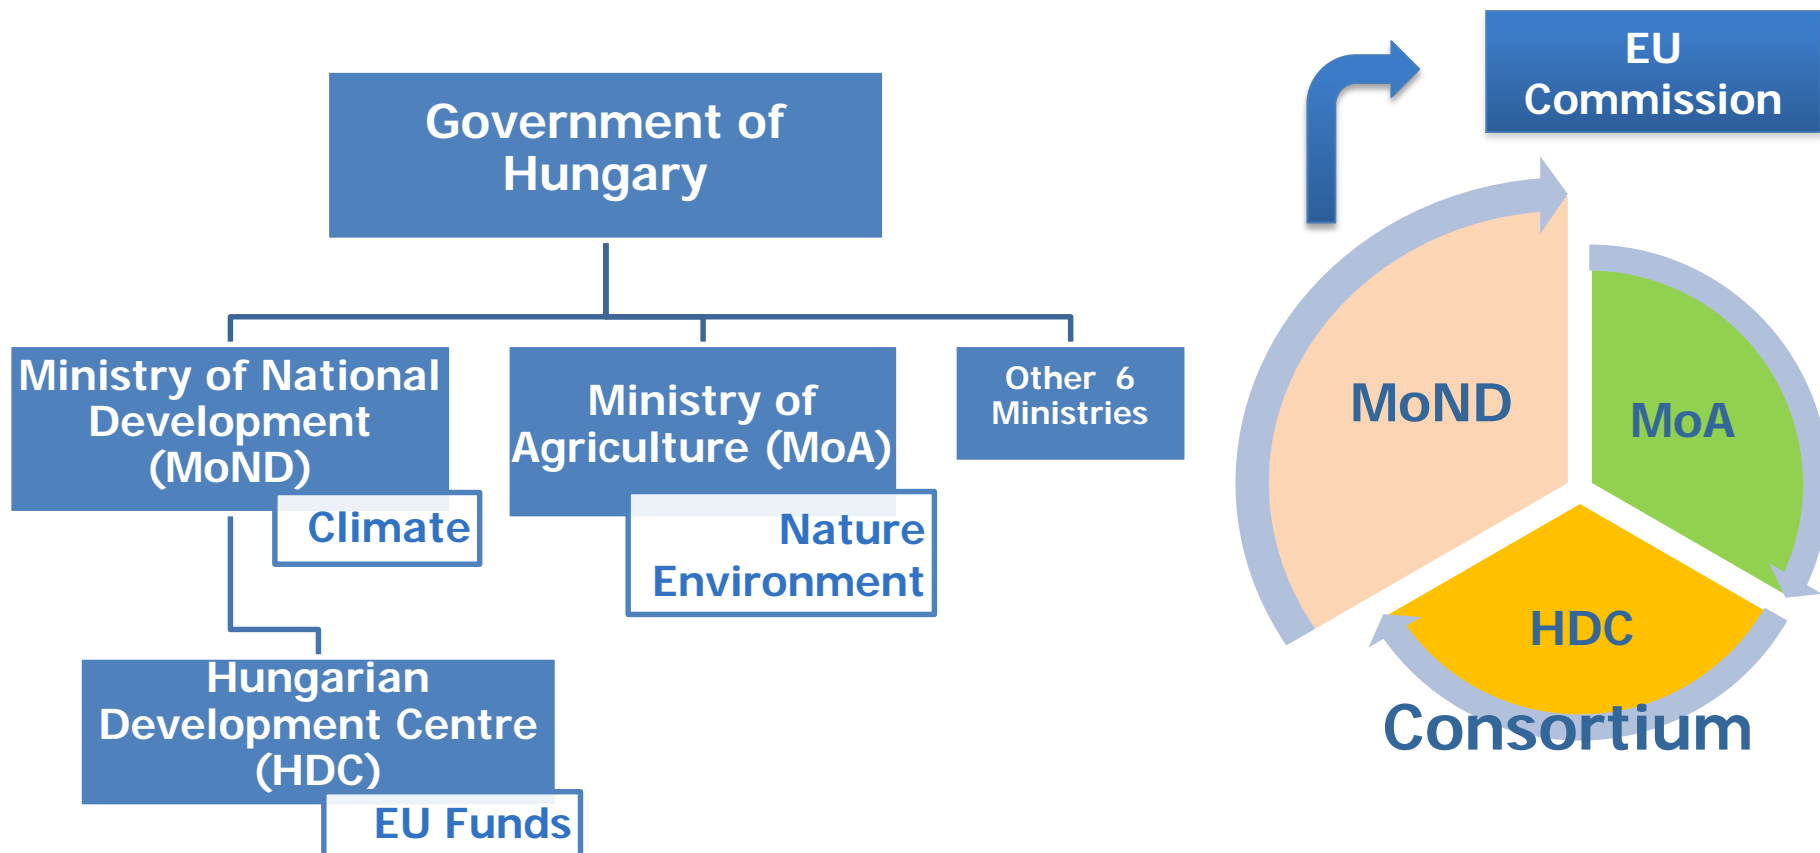 Government of
Hungary
Ministry of National
Development
(MoND)
Climate
Ministry of
Agriculture (MoA)
Nature
Environment
Other 6
Ministries
Hungarian
Development Centre
(HDC)
EU Funds
EU
Commission
MoND
MoA
HDC
Consortium